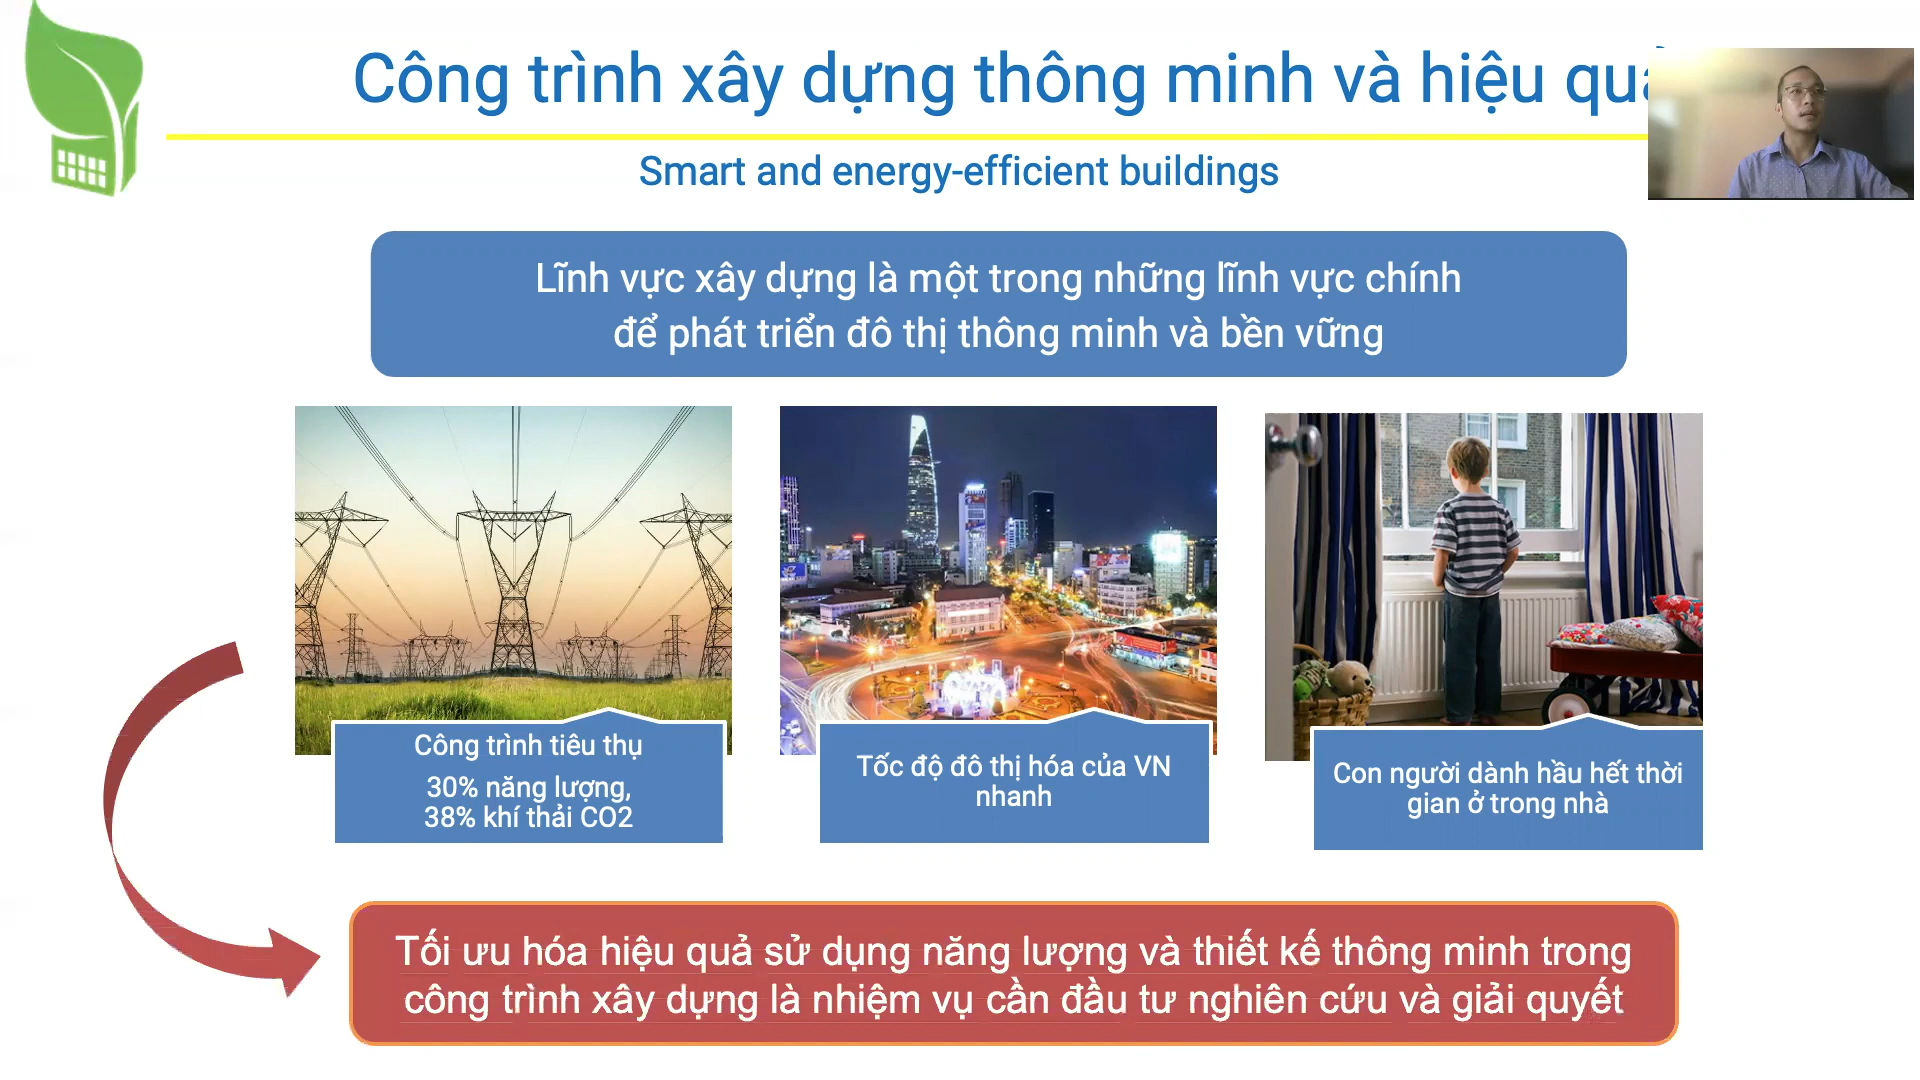 Công trình xây dựng thông minh và hiệu quả
Smart and energy-efficient buildings
Lĩnh vực xây dựng là một trong những lĩnh vực chính
để phát triển đô thị thông minh và bền vững
Công trình tiêu thụ
30% năng lượng,
38% khí thải CO2
Tốc độ đô thị hóa của VN
nhanh
Con người dành hầu hết thời
gian ở trong nhà
Tối ưu hóa hiệu quả sử dụng năng lượng và thiết kế thông minh trong
công trình xây dựng là nhiệm vụ cần đầu tư nghiên cứu và giải quyết